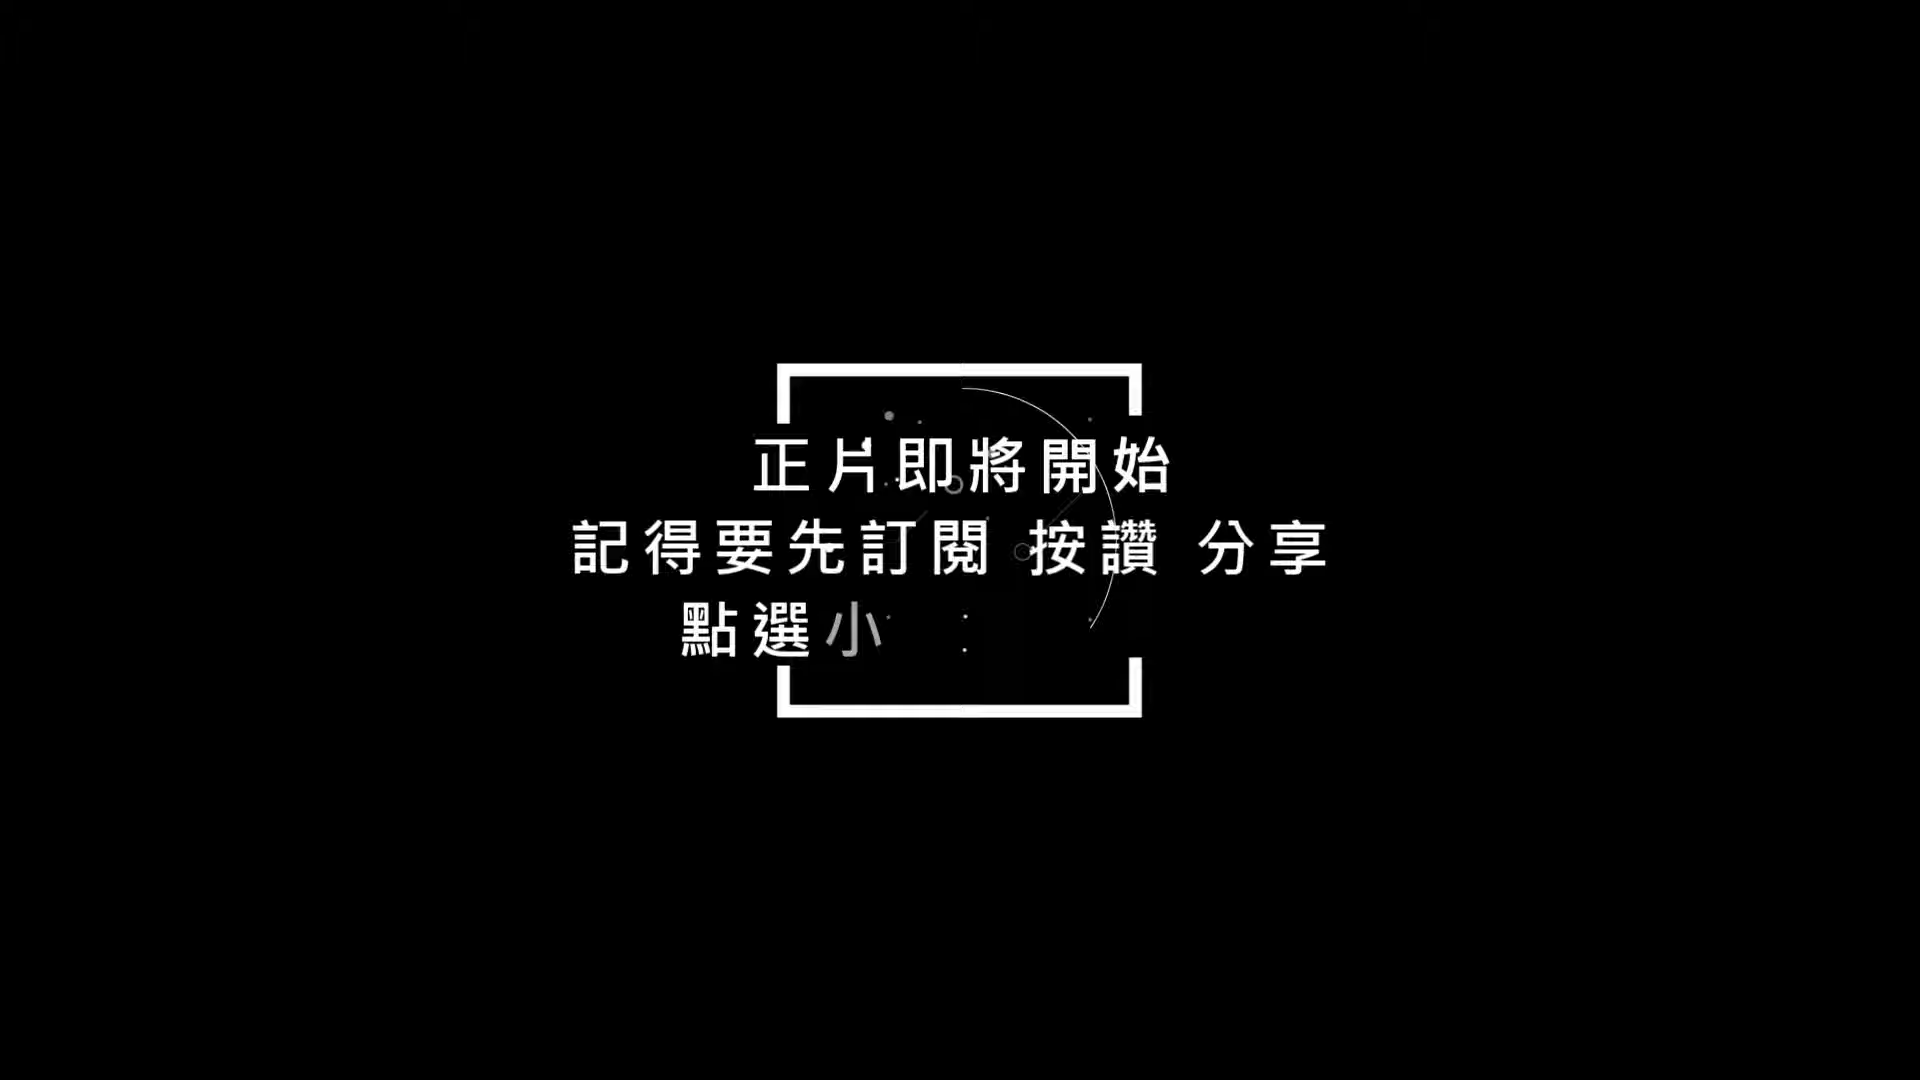 正片即將開始
記得要先訂閱 按讚 分享
點選小